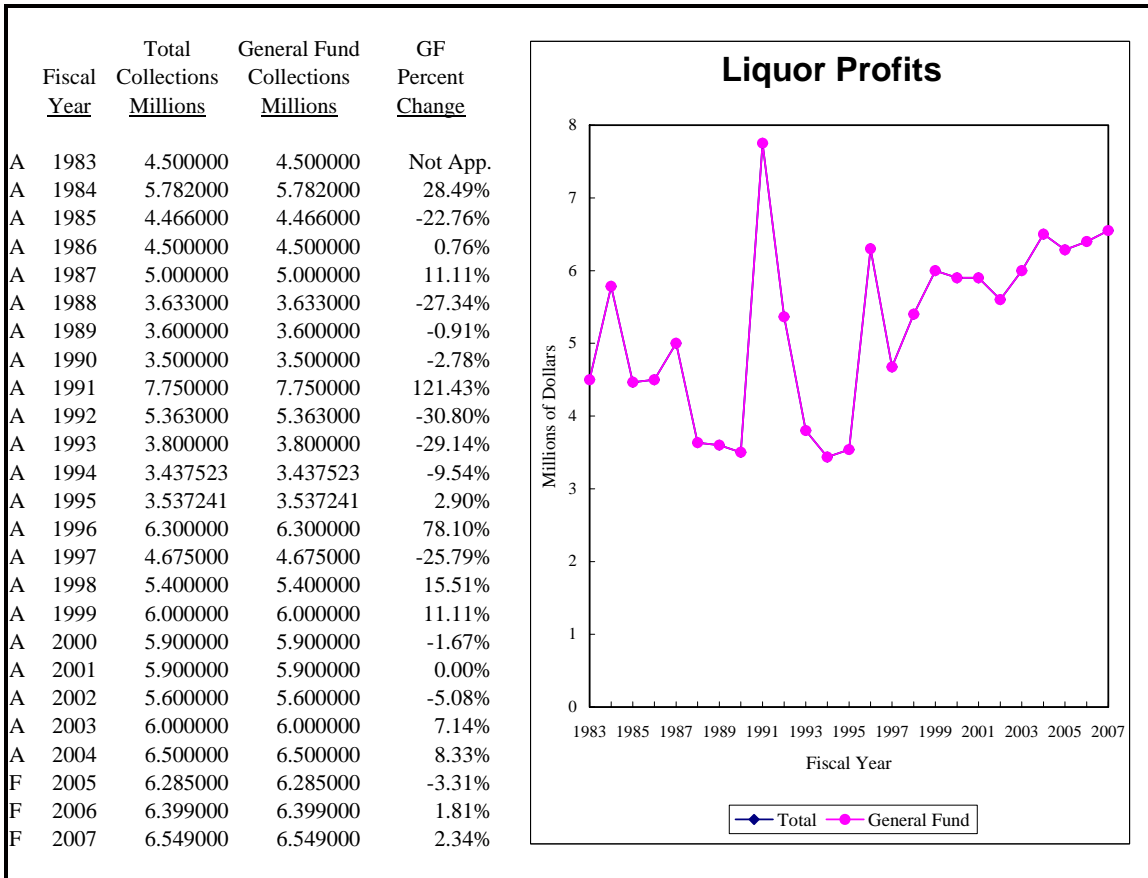 Total General Fund GF
Fiscal Collections Collections Percent
Year Millions Millions Change
A 1983 4.500000 4.500000 Not App.
A 1984 5.782000 5.782000 28.49%
A 1985 4.466000 4.466000 -22.76%
A 1986 4.500000 4.500000 0.76%
A 1987 5.000000 5.000000 11.11%
A 1988 3.633000 3.633000 -27.34%
A 1989 3.600000 3.600000 -0.91%
A 1990 3.500000 3.500000 -2.78%
A 1991 7.750000 7.750000 121.43%
A 1992 5.363000 5.363000 -30.80%
A 1993 3.800000 3.800000 -29.14%
A 1994 3.437523 3.437523 -9.54%
A 1995 3.537241 3.537241 2.90%
A 1996 6.300000 6.300000 78.10%
A 1997 4.675000 4.675000 -25.79%
A 1998 5.400000 5.400000 15.51%
A 1999 6.000000 6.000000 11.11%
A 2000 5.900000 5.900000 -1.67%
A 2001 5.900000 5.900000 0.00%
A 2002 5.600000 5.600000 -5.08%
A 2003 6.000000 6.000000 7.14%
A 2004 6.500000 6.500000 8.33%
F 2005 6.285000 6.285000 -3.31%
F 2006 6.399000 6.399000 1.81%
F 2007 6.549000 6.549000 2.34%
Liquor Profits
8
7
6
5
4
3
2
1
0
Millions of Dollars
1983 1985 1987 1989 1991 1993 1995 1997 1999 2001 2003 2005 2007
Fiscal Year
Total General Fund